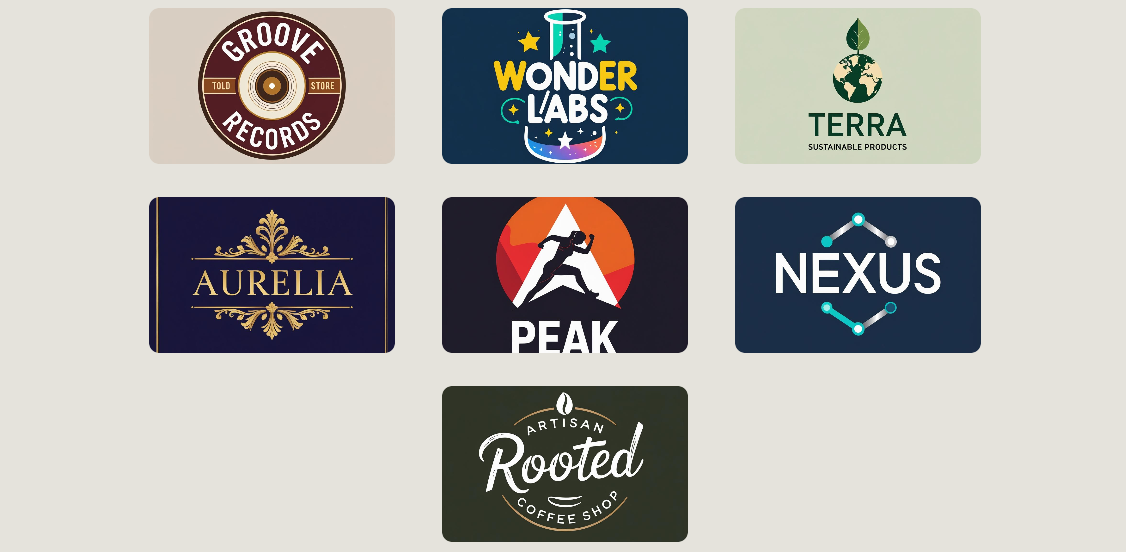 GROOVE
TOLD STORE
RECORDS
WONDER
LABS
TERRA
SUSTAINABLE PRODUCTS
AURELIA
PEAK
NEXUS
ARTISAN
Rooted
COFFEE SHOP